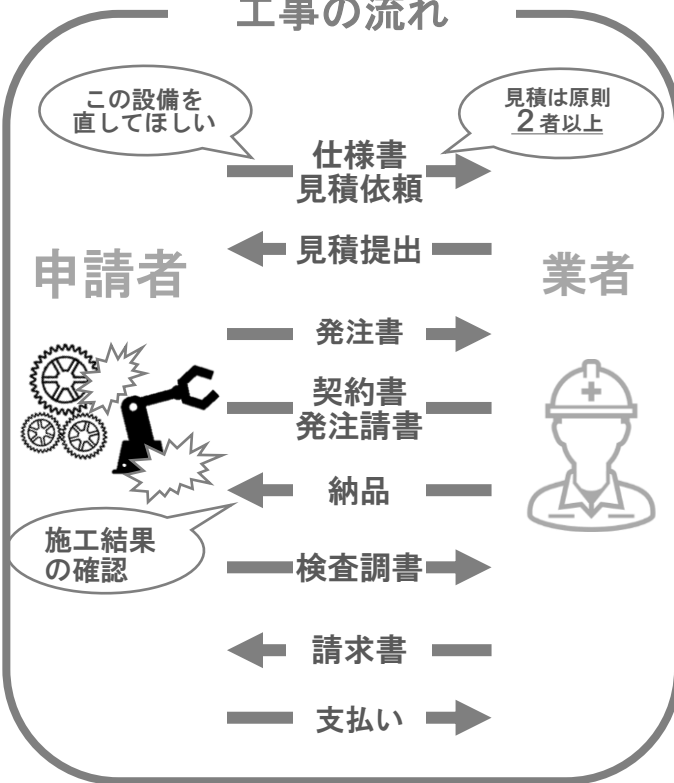 工事の流れ
この設備を
直してほしい
見積は原則
2者以上
仕様書
見積依頼
見積提出
申請者
業者
発注書
契約書
発注請書
納品
施工結果
の確認
検査調書
請求書
支払い